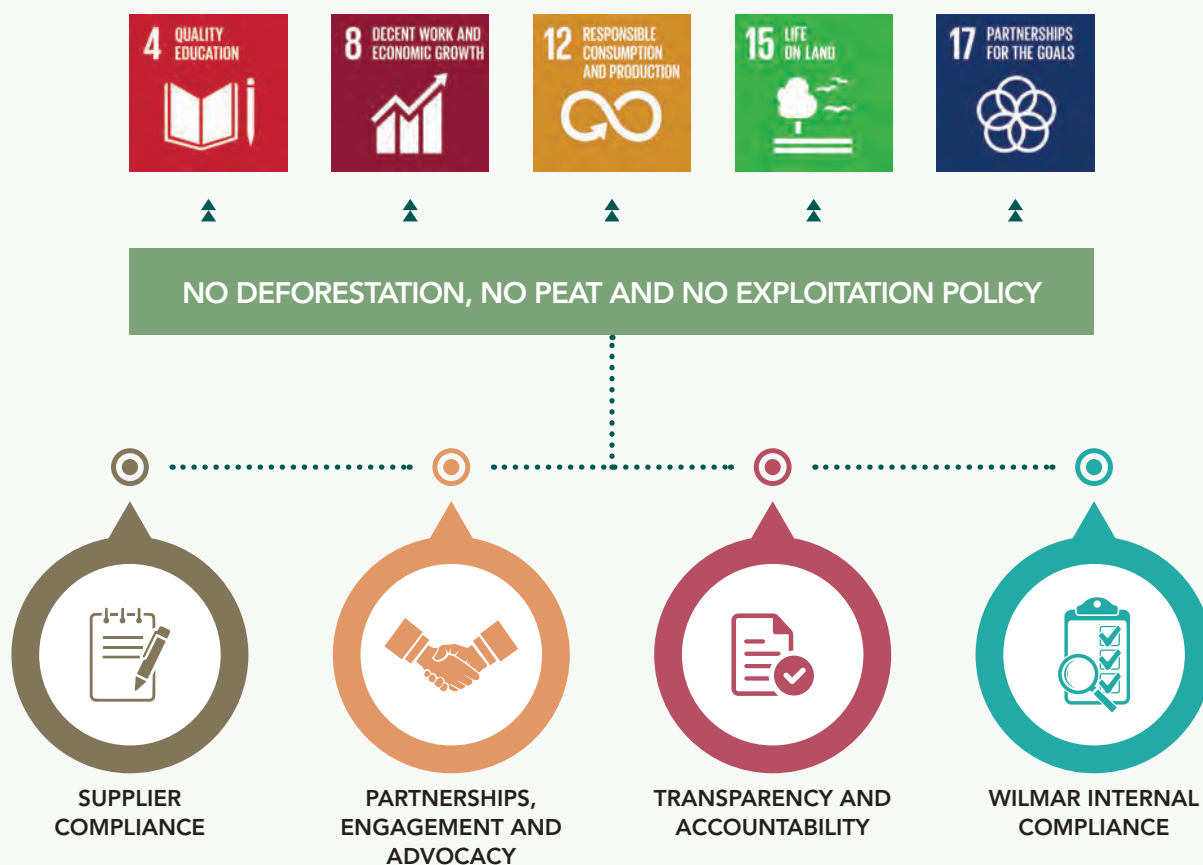 4 QUALITY
EDUCATION
8 DECENT WORK AND
ECONOMIC GROWTH
12 RESPONSIBLE
CONSUMPTION
AND PRODUCTION
15 LIFE
ON LAND
17 PARTNERSHIPS
FOR THE GOALS
NO DEFORESTATION, NO PEAT AND NO EXPLOITATION POLICY
SUPPLIER
COMPLIANCE
PARTNERSHIPS,
ENGAGEMENT AND
ADVOCACY
TRANSPARENCY AND
ACCOUNTABILITY
WILMAR INTERNAL
COMPLIANCE